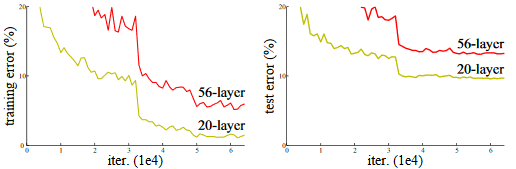 training error (%)
20
10
0
56-layer
20-layer
0 1 2 3 4 5 6
iter. (1e4)
test error (%)
20
10
0
56-layer
20-layer
0 1 2 3 4 5 6
iter. (1e4)